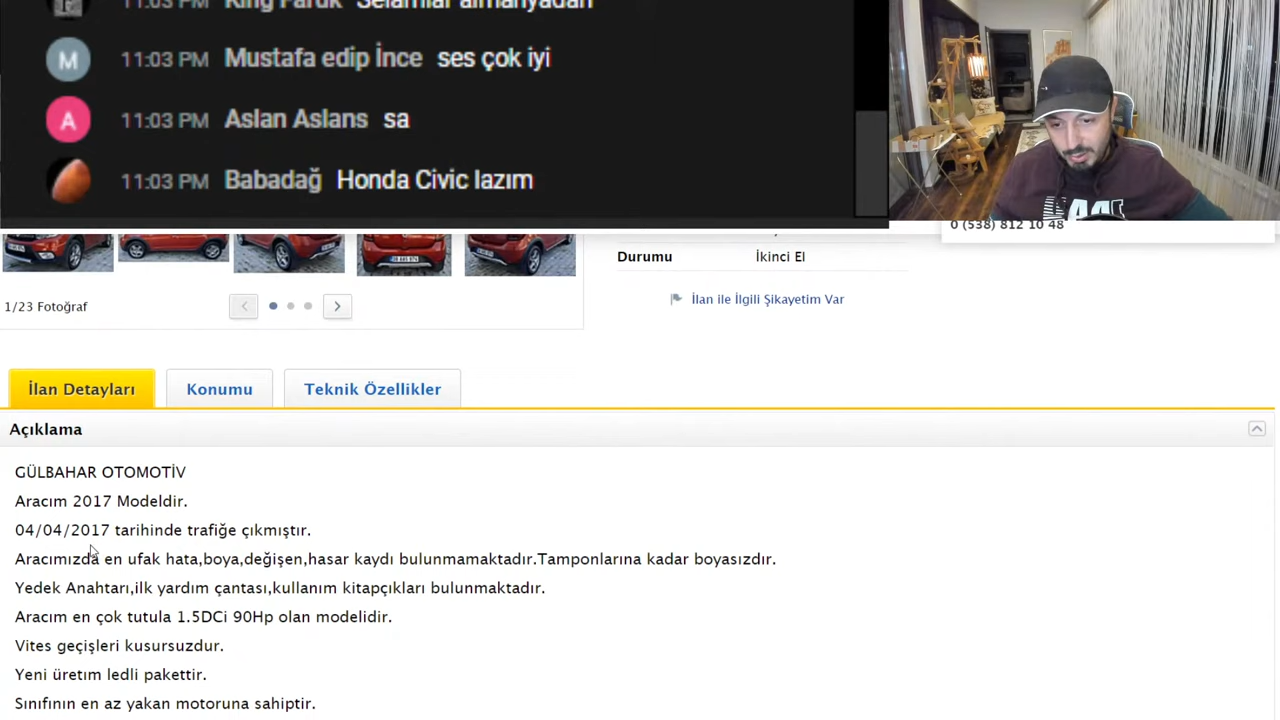 King Faruk Selamlar almanyadan
M 11:03 PM Mustafa edip İnce ses çok iyi
A 11:03 PM Aslan Aslans sa
11:03 PM Babadağ Honda Civic lazım
0 (538) 812 10 48
Durumu İkinci El
İlan ile İlgili Şikayetim Var
1/23 Fotoğraf
İlan Detayları Konumu Teknik Özellikler
Açıklama
GÜLBAHAR OTOMOTİV
Aracım 2017 Modeldir.
04/04/2017 tarihinde trafiğe çıkmıştır.
Aracımızda en ufak hata,boya,değişen,hasar kaydı bulunmamaktadır.Tamponlarına kadar boyasızdır.
Yedek Anahtarı,ilk yardım çantası,kullanım kitapçıkları bulunmaktadır.
Aracım en çok tutula 1.5DCi 90Hp olan modelidir.
Vites geçişleri kusursuzdur.
Yeni üretım ledli pakettir.
Sınıfının en az yakan motoruna sahiptir.